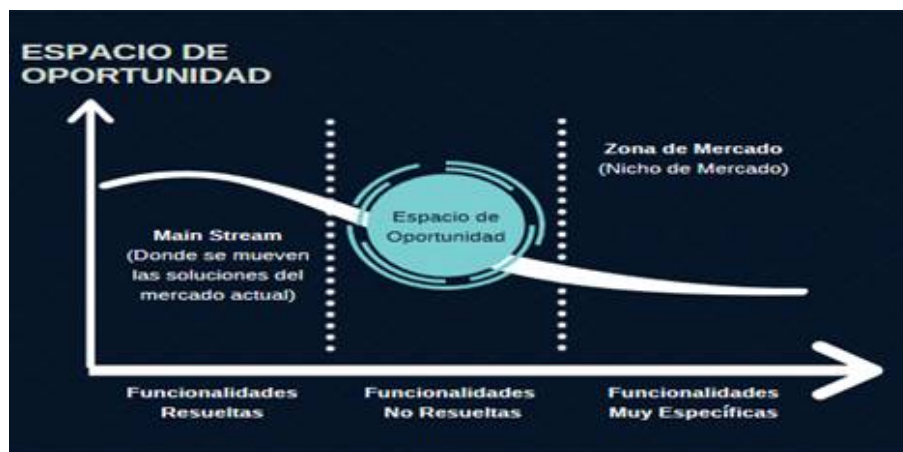 ESPACIO DE
OPORTUNIDAD
Main Stream
(Donde se mueven
las soluciones del
mercado actual)
Espacio de
Oportunidad
Zona de Mercado
(Nicho de Mercado)
Funcionalidades
Resueltas
Funcionalidades
No Resueltas
Funcionalidades
Muy Específicas